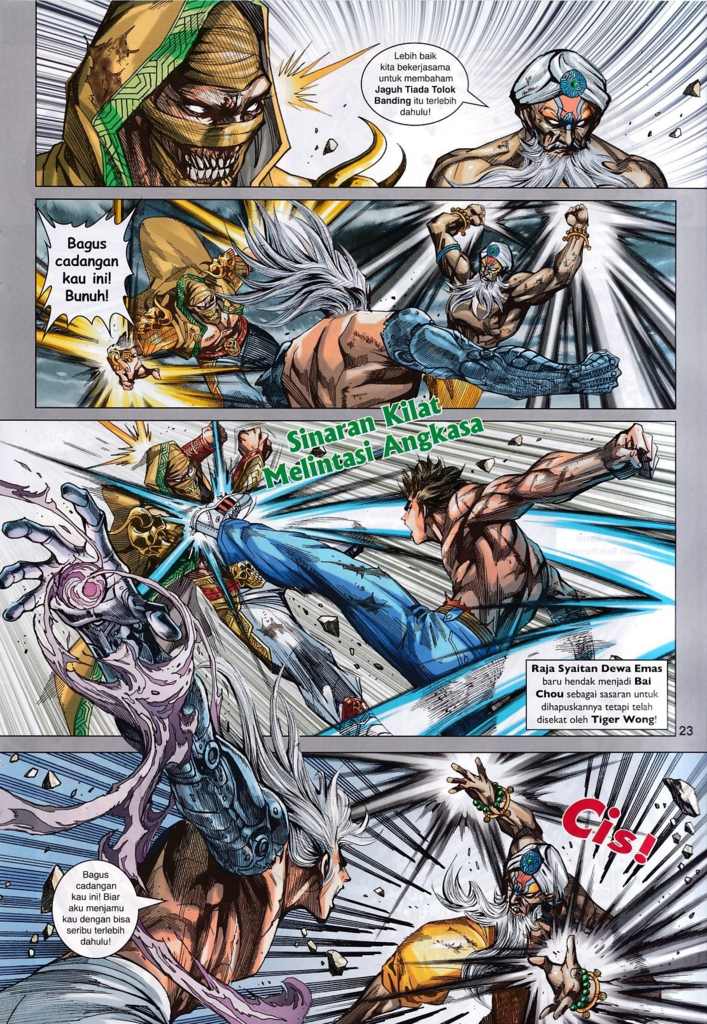 Lebih baik
kita bekerjasama
untuk membaham
Jaguh Tiada Tolok
Banding itu terlebih
dahulu!
Bagus
cadangan
kau ini!
Bunuh!
Sinaran Kilat
Melintasi Angkasa
Raja Syaitan Dewa Emas
baru hendak menjadi Bai
Chou sebagai sasaran untuk
dihapuskannya tetapi telah
disekat oleh Tiger Wong!
23
Cis!
Bagus
cadangan
kau ini! Biar
aku menjamu
kau dengan bisa
seribu terlebih
dahulu!